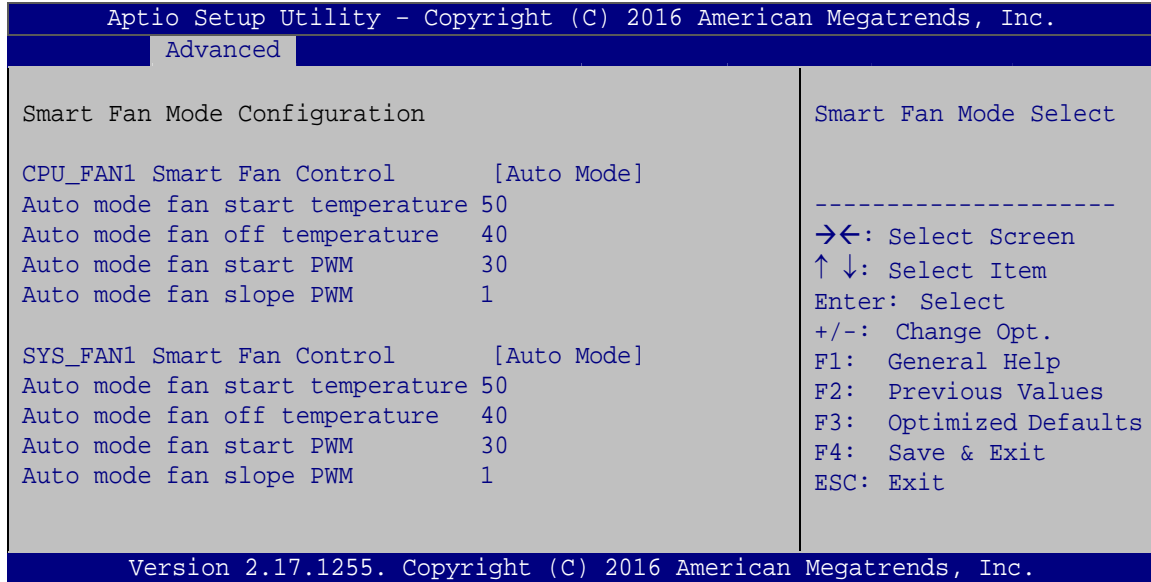 Aptio Setup Utility – Copyright (C) 2016 American Megatrends, Inc.
Advanced
Smart Fan Mode Configuration
CPU_FAN1 Smart Fan Control [Auto Mode]
Auto mode fan start temperature 50
Auto mode fan off temperature 40
Auto mode fan start PWM 30
Auto mode fan slope PWM 1
SYS_FAN1 Smart Fan Control [Auto Mode]
Auto mode fan start temperature 50
Auto mode fan off temperature 40
Auto mode fan start PWM 30
Auto mode fan slope PWM 1
Smart Fan Mode Select
---------------------
→←: Select Screen
↑ ↓: Select Item
Enter: Select
+/-: Change Opt.
F1: General Help
F2: Previous Values
F3: Optimized Defaults
F4: Save & Exit
ESC: Exit
Version 2.17.1255. Copyright (C) 2016 American Megatrends, Inc.